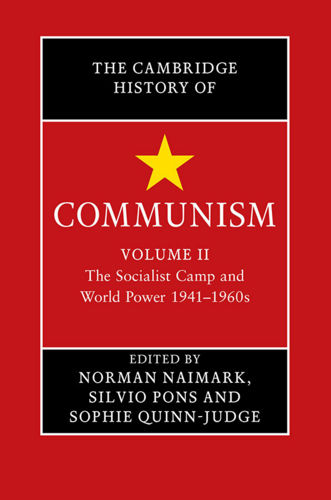 THE CAMBRIDGE
HISTORY OF
COMMUNISM
VOLUME II
The Socialist Camp and
World Power 1941–1960s
EDITED BY
NORMAN NAIMARK,
SILVIO PONS AND
SOPHIE QUINN-JUDGE